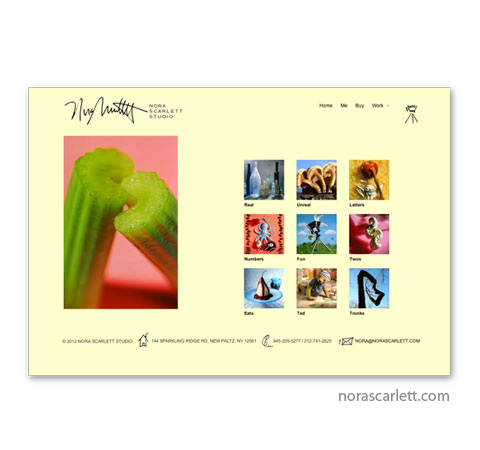 Nora Scarlett
NORA
SCARLETT
STUDIO
Home Me Buy Work
Real Unreal Letters
Numbers Fun Twos
Eats Ted Trunks
© 2012 NORA SCARLETT STUDIO 144 SPARKLING RIDGE RD, NEW PALTZ, NY 12561 845-255-5277 / 212-741-2620 NORA@NORASCARLETT.COM
norascarlett.com